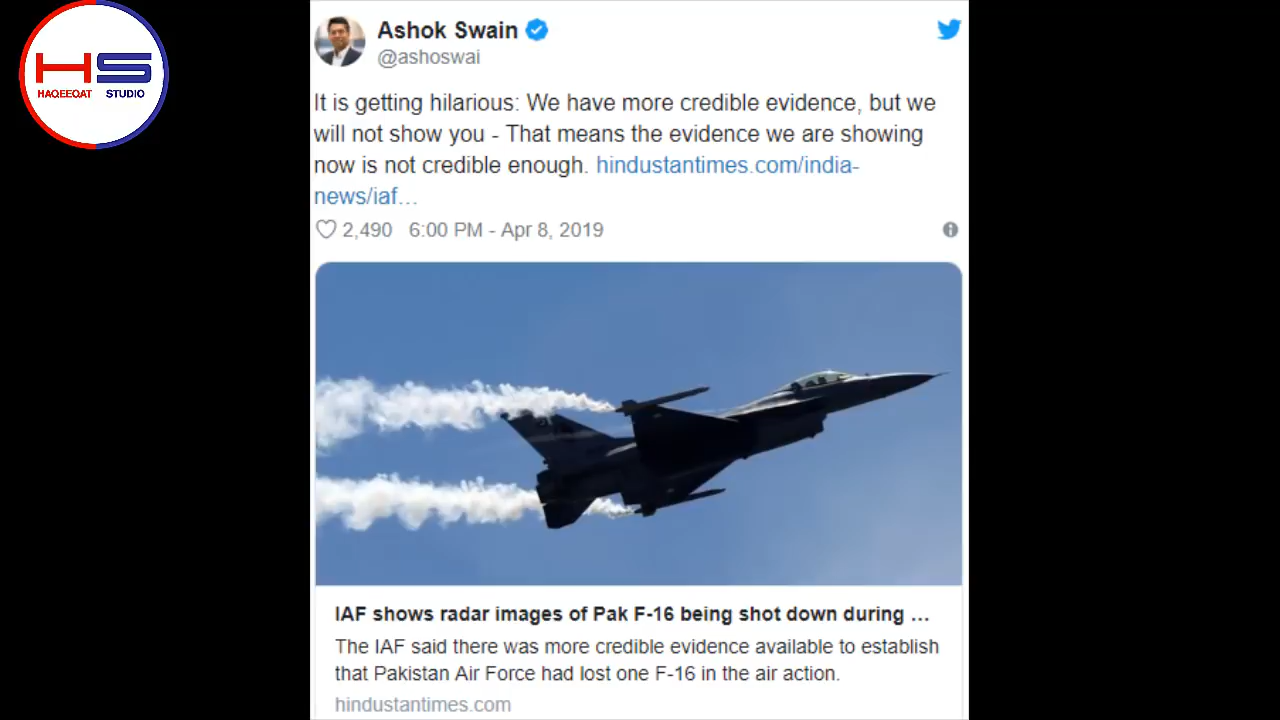 HS
HAQEEQAT STUDIO
Ashok Swain
@ashoswai
It is getting hilarious: We have more credible evidence, but we
will not show you - That means the evidence we are showing
now is not credible enough. hindustantimes.com/india-
news/iaf…
2,490 6:00 PM - Apr 8, 2019
IAF shows radar images of Pak F-16 being shot down during ...
The IAF said there was more credible evidence available to establish
that Pakistan Air Force had lost one F-16 in the air action.
hindustantimes.com